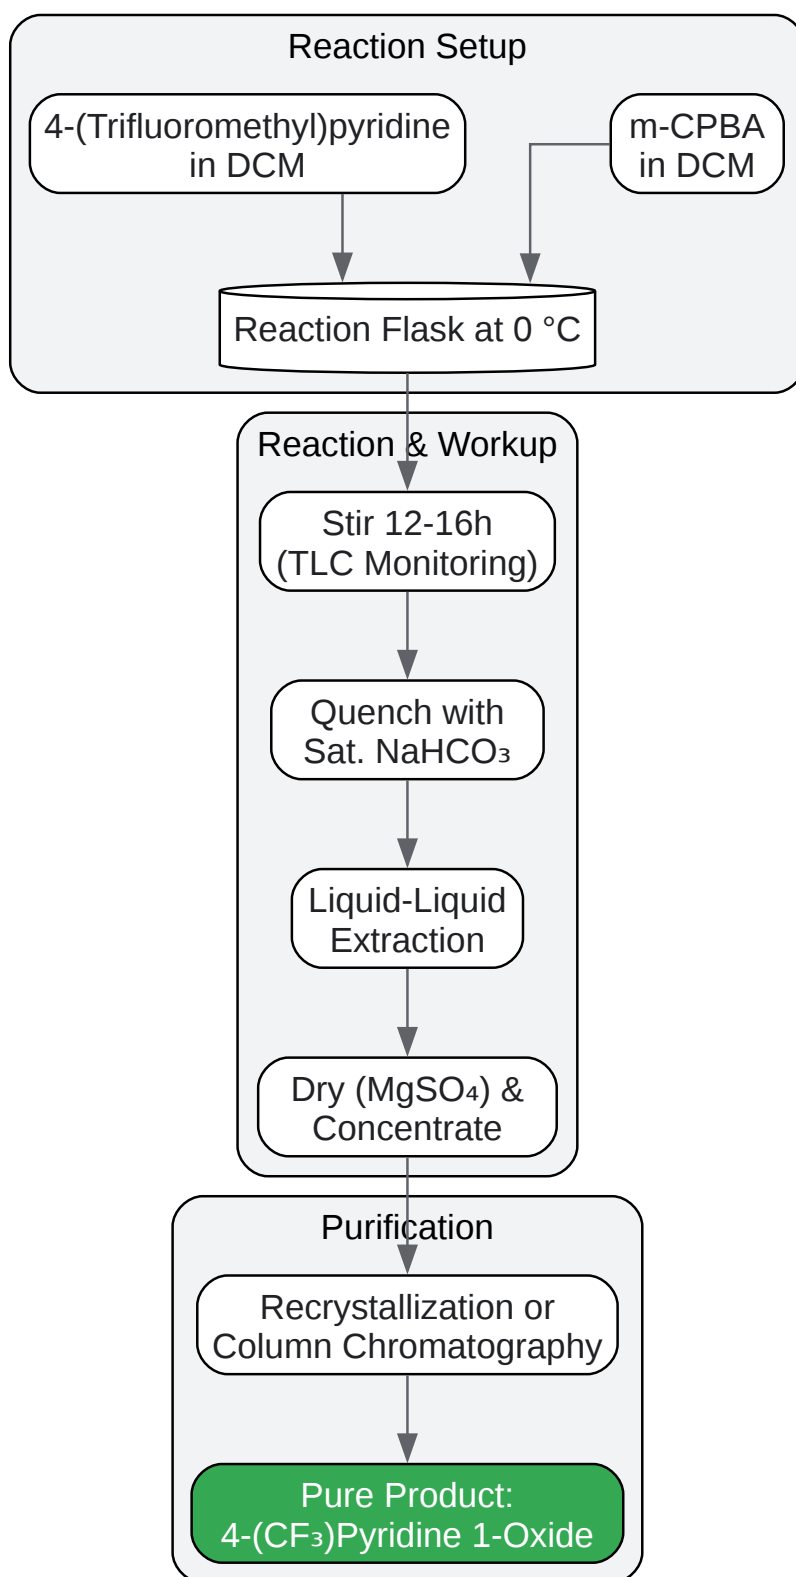 Reaction Setup
4-(Trifluoromethyl)pyridine
in DCM
m-CPBA
in DCM
Reaction Flask at 0 °C
Reaction & Workup
Stir 12-16h
(TLC Monitoring)
Quench with
Sat. NaHCO₃
Liquid-Liquid
Extraction
Dry (MgSO₄) &
Concentrate
Purification
Recrystallization or
Column Chromatography
Pure Product:
4-(CF₃)Pyridine 1-Oxide